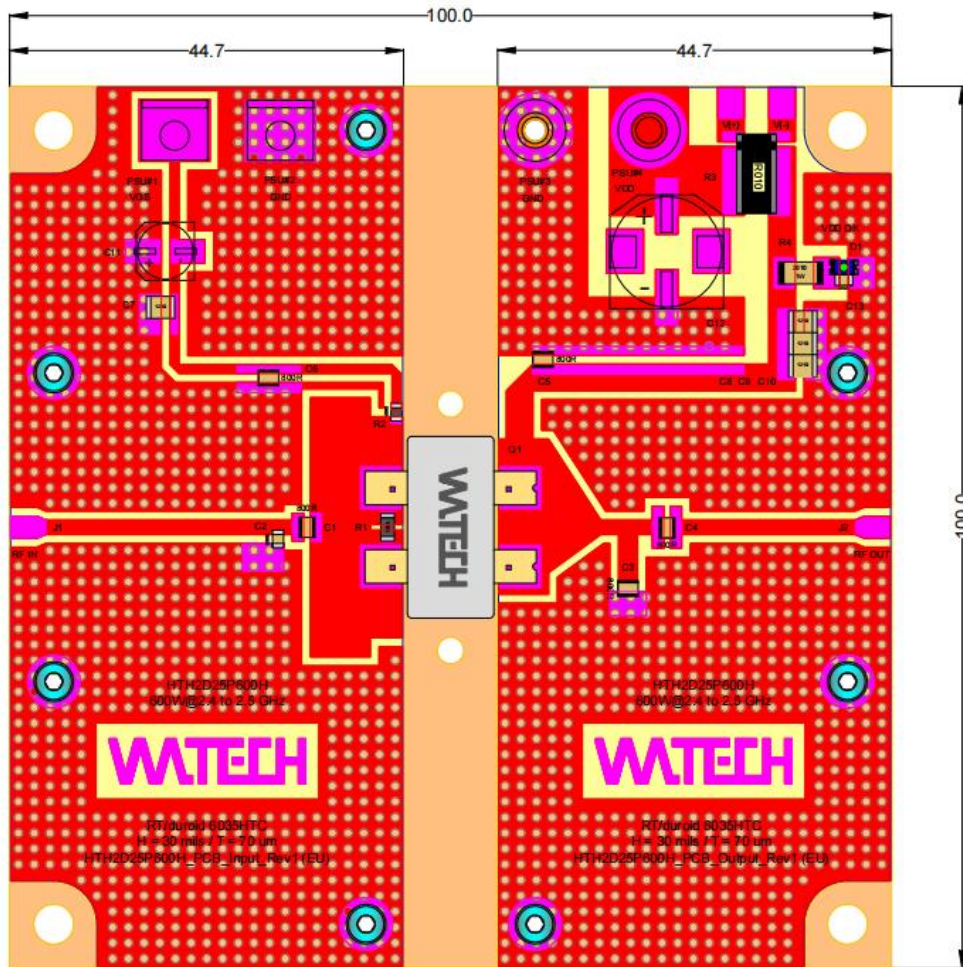 100.0
44.7
44.7
V(+)
V(-)
R3
R010
PSU#1
VGS
PSU#2
GND
PSU#3
GND
PSU#4
VDD
VDD OK
R4
D1
C11
+
+
-
C7
C12
C13
800R
C6
C5
C8 C9 C10
R2
Q1
WATECH
800R
J1
C2
C1
R1
C4
J2
RF IN
RF OUT
C3
100.0
HTH2D25P600H
600W@2.4 to 2.5 GHz
HTH2D25P600H
600W@2.4 to 2.5 GHz
WATECH
WATECH
RT/duroid 6035HTC
H = 30 mils / T = 70 um
HTH2D25P600H_PCB_Input_Rev1 (EU)
RT/duroid 6035HTC
H = 30 mils / T = 70 um
HTH2D25P600H_PCB_Output_Rev1 (EU)